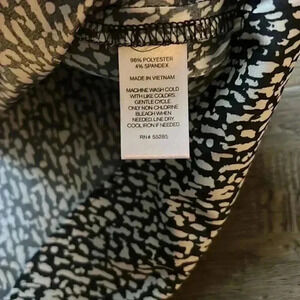 96% POLYESTER
4% SPANDEX
MADE IN VIETNAM
MACHINE WASH COLD
WITH LIKE COLORS.
GENTLE CYCLE.
ONLY NON-CHLORINE
BLEACH WHEN
NEEDED. LINE DRY.
COOL IRON IF NEEDED.
RN# 55285